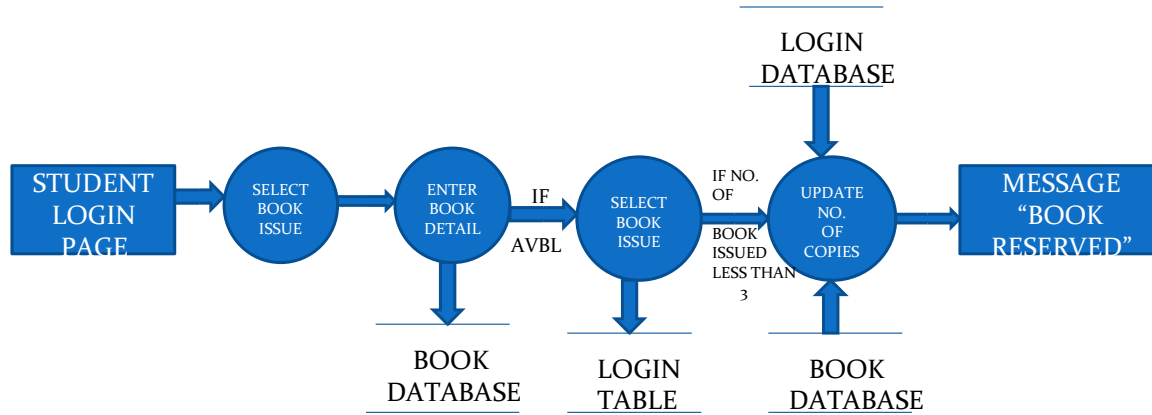 LOGIN
DATABASE
STUDENT
LOGIN
PAGE
SELECT
BOOK
ISSUE
ENTER
BOOK
DETAIL
IF
AVBL
SELECT
BOOK
ISSUE
IF NO.
OF
BOOK
ISSUED
LESS THAN
3
UPDATE
NO.
OF
COPIES
MESSAGE
“BOOK
RESERVED”
BOOK
DATABASE
LOGIN
TABLE
BOOK
DATABASE